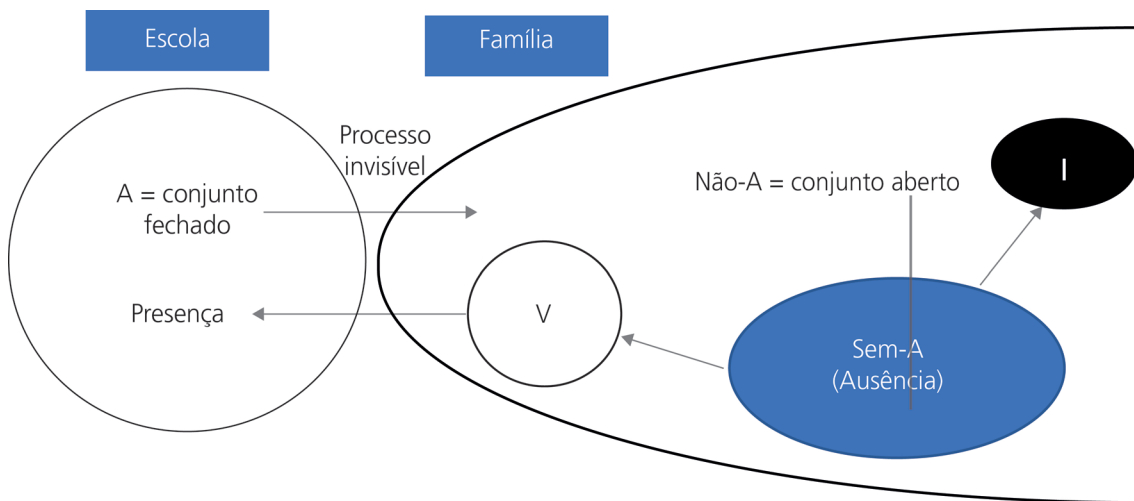 Escola
Família
Processo
invisível
A = conjunto
fechado
Não-A = conjunto aberto
I
Presença
V
Sem-A
(Ausência)